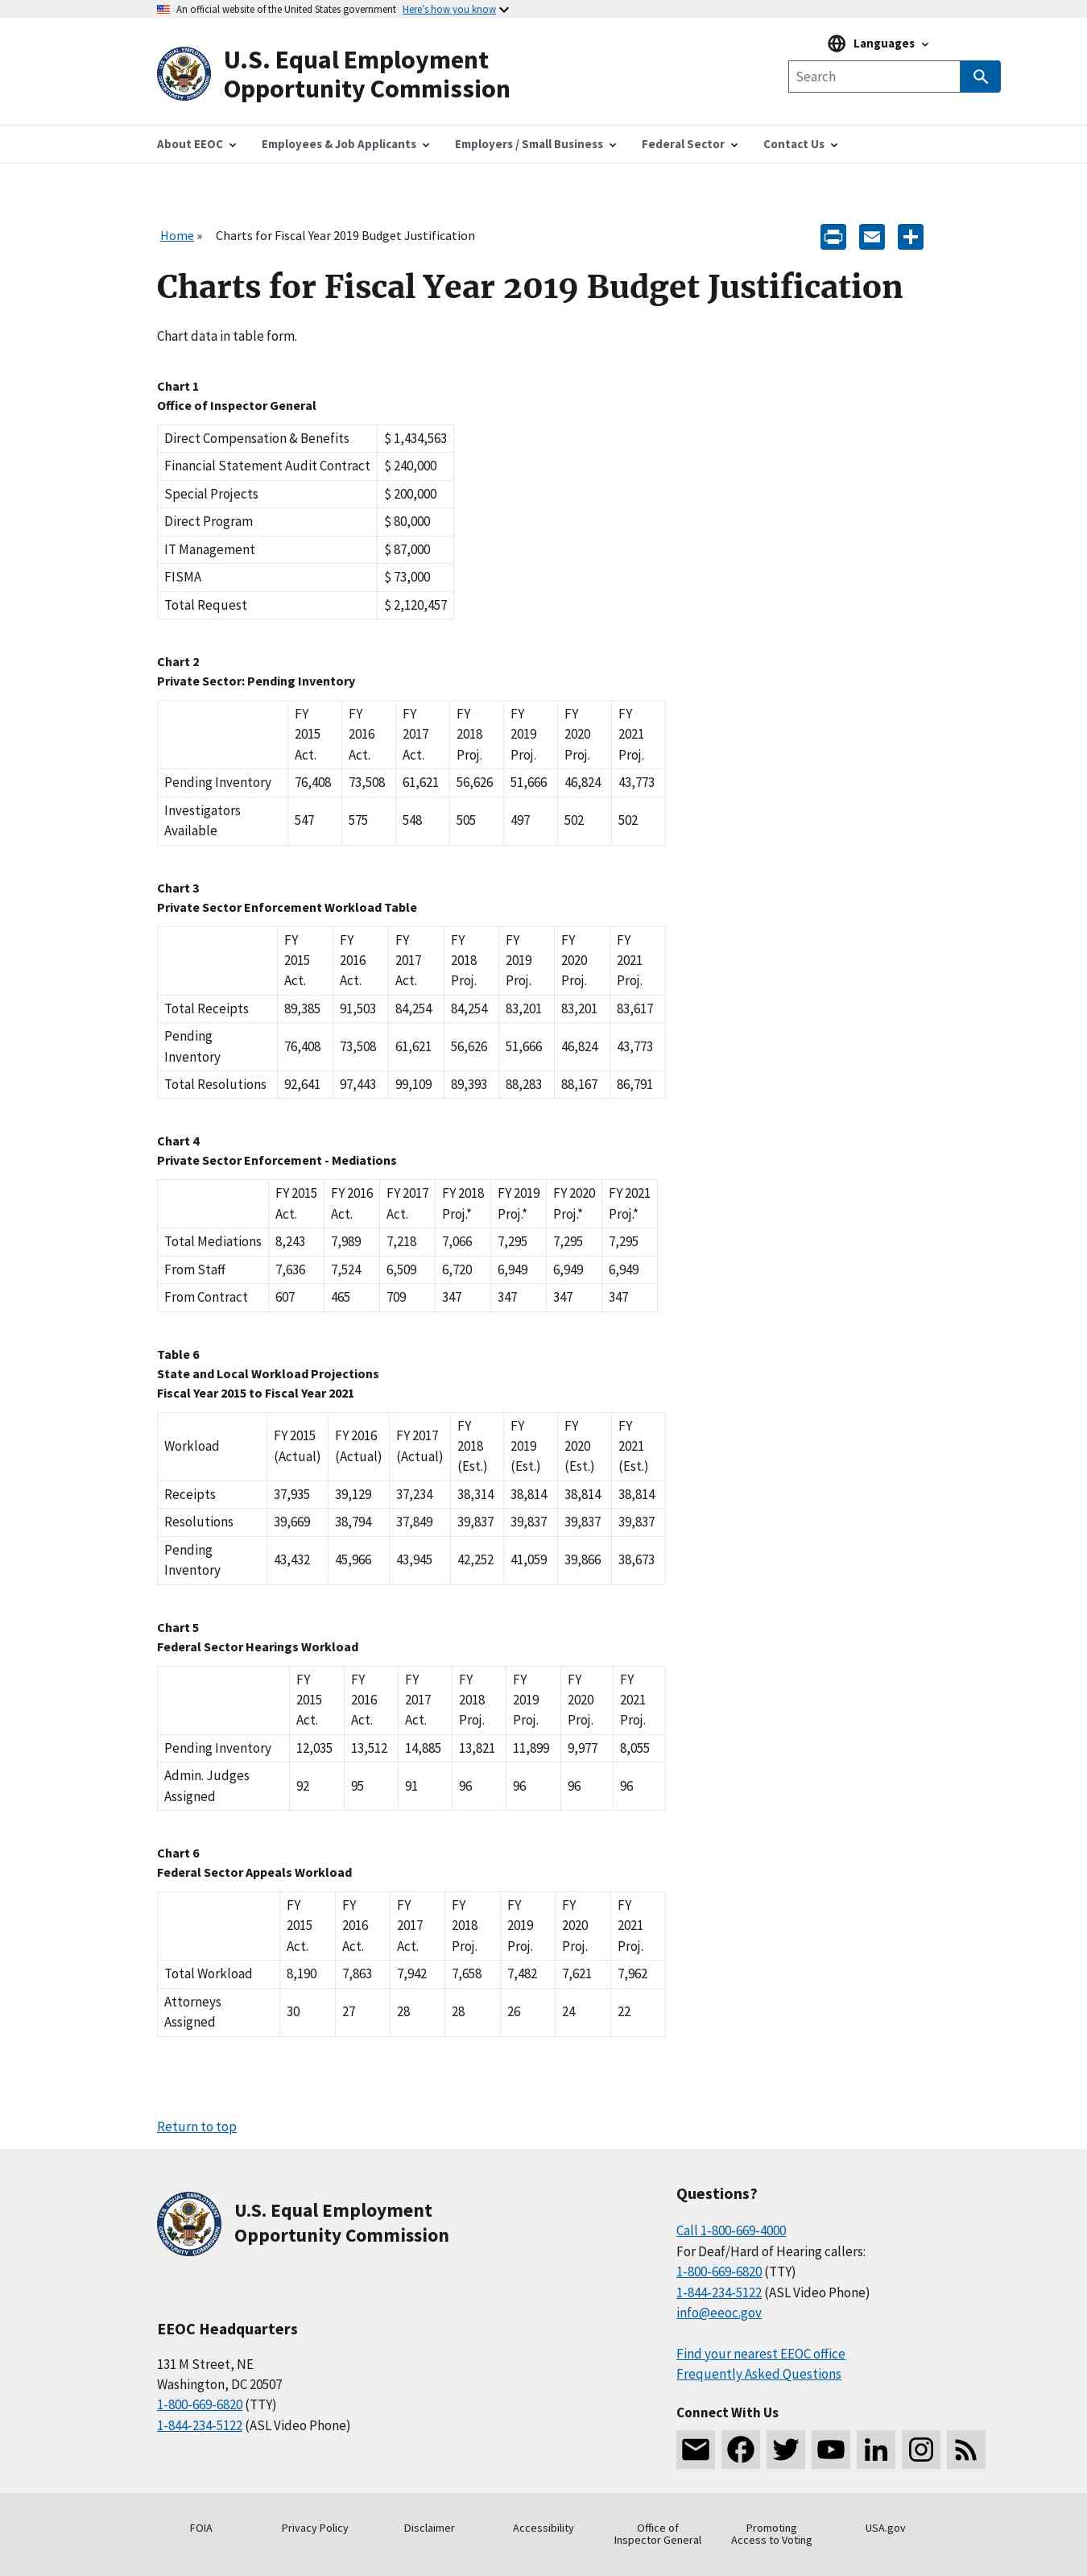 An official website of the United States government Here's how you know
U.S. Equal Employment
Opportunity Commission
Languages
Search
About EEOC
Employees & Job Applicants
Employers / Small Business
Federal Sector
Contact Us
Home » Charts for Fiscal Year 2019 Budget Justification
Charts for Fiscal Year 2019 Budget Justification
Chart data in table form.
Chart 1
Office of Inspector General
Direct Compensation & Benefits $ 1,434,563
Financial Statement Audit Contract $ 240,000
Special Projects $ 200,000
Direct Program $ 80,000
IT Management $ 87,000
FISMA $ 73,000
Total Request $ 2,120,457
Chart 2
Private Sector: Pending Inventory
FY FY FY FY FY FY FY
2015 2016 2017 2018 2019 2020 2021
Act. Act. Act. Proj. Proj. Proj. Proj.
Pending Inventory 76,408 73,508 61,621 56,626 51,666 46,824 43,773
Investigators
Available 547 575 548 505 497 502 502
Chart 3
Private Sector Enforcement Workload Table
FY FY FY FY FY FY FY
2015 2016 2017 2018 2019 2020 2021
Act. Act. Act. Proj. Proj. Proj. Proj.
Total Receipts 89,385 91,503 84,254 84,254 83,201 83,201 83,617
Pending
Inventory 76,408 73,508 61,621 56,626 51,666 46,824 43,773
Total Resolutions 92,641 97,443 99,109 89,393 88,283 88,167 86,791
Chart 4
Private Sector Enforcement - Mediations
FY 2015 FY 2016 FY 2017 FY 2018 FY 2019 FY 2020 FY 2021
Act. Act. Act. Proj.* Proj.* Proj.* Proj.*
Total Mediations 8,243 7,989 7,218 7,066 7,295 7,295 7,295
From Staff 7,636 7,524 6,509 6,720 6,949 6,949 6,949
From Contract 607 465 709 347 347 347 347
Table 6
State and Local Workload Projections
Fiscal Year 2015 to Fiscal Year 2021
Workload FY 2015 (Actual) FY 2016 (Actual) FY 2017 (Actual) FY 2018 (Est.) FY 2019 (Est.) FY 2020 (Est.) FY 2021 (Est.)
Receipts 37,935 39,129 37,234 38,314 38,814 38,814 38,814
Resolutions 39,669 38,794 37,849 39,837 39,837 39,837 39,837
Pending
Inventory 43,432 45,966 43,945 42,252 41,059 39,866 38,673
Chart 5
Federal Sector Hearings Workload
FY FY FY FY FY FY FY
2015 2016 2017 2018 2019 2020 2021
Act. Act. Act. Proj. Proj. Proj. Proj.
Pending Inventory 12,035 13,512 14,885 13,821 11,899 9,977 8,055
Admin. Judges
Assigned 92 95 91 96 96 96 96
Chart 6
Federal Sector Appeals Workload
FY FY FY FY FY FY FY
2015 2016 2017 2018 2019 2020 2021
Act. Act. Act. Proj. Proj. Proj. Proj.
Total Workload 8,190 7,863 7,942 7,658 7,482 7,621 7,962
Attorneys
Assigned 30 27 28 28 26 24 22
Return to top
U.S. Equal Employment
Opportunity Commission
EEOC Headquarters
131 M Street, NE
Washington, DC 20507
1-800-669-6820 (TTY)
1-844-234-5122 (ASL Video Phone)
Questions?
Call 1-800-669-4000
For Deaf/Hard of Hearing callers:
1-800-669-6820 (TTY)
1-844-234-5122 (ASL Video Phone)
info@eeoc.gov
Find your nearest EEOC office
Frequently Asked Questions
Connect With Us
FOIA
Privacy Policy
Disclaimer
Accessibility
Office of
Inspector General
Promoting
Access to Voting
USA.gov